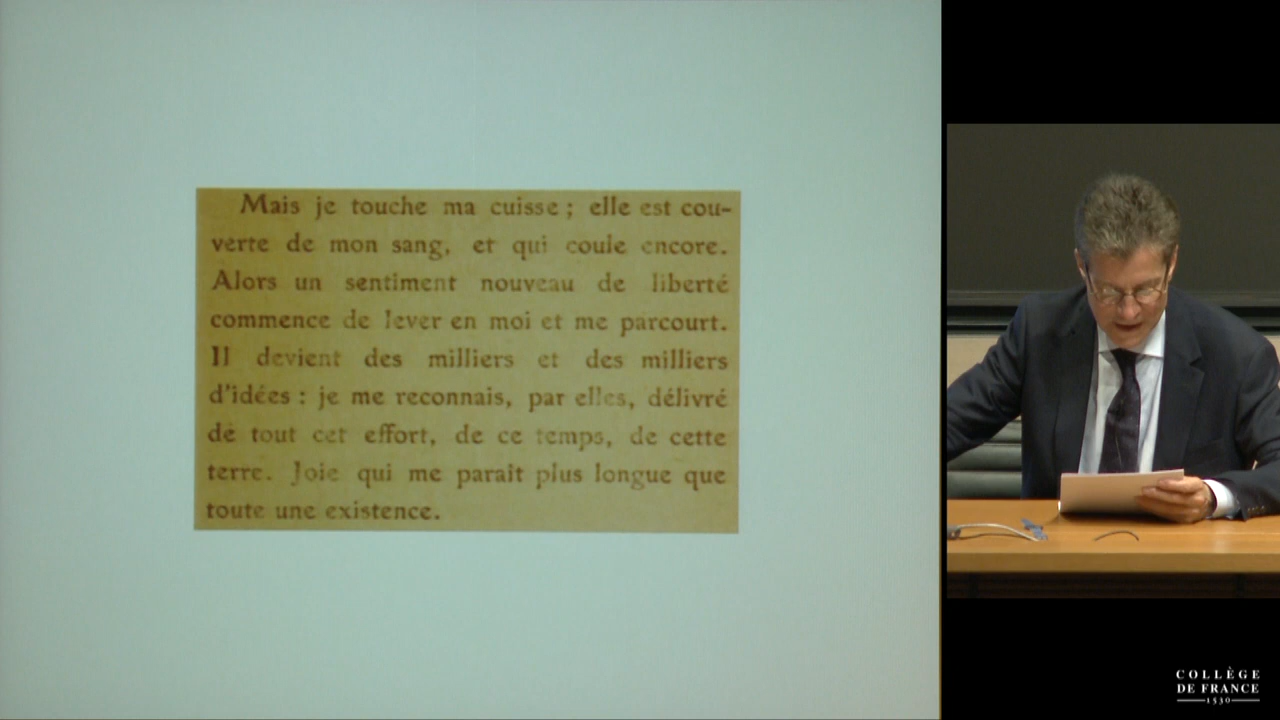 Mais je touche ma cuisse ; elle est cou-
verte de mon sang, et qui coule encore.
Alors un sentiment nouveau de liberté
commence de lever en moi et me parcourt.
Il devient des milliers et des milliers
d'idées : je me reconnais, par elles, délivré
de tout cet effort, de ce temps, de cette
terre. Joie qui me paraît plus longue que
toute une existence.
COLLÈGE
DE FRANCE
1530